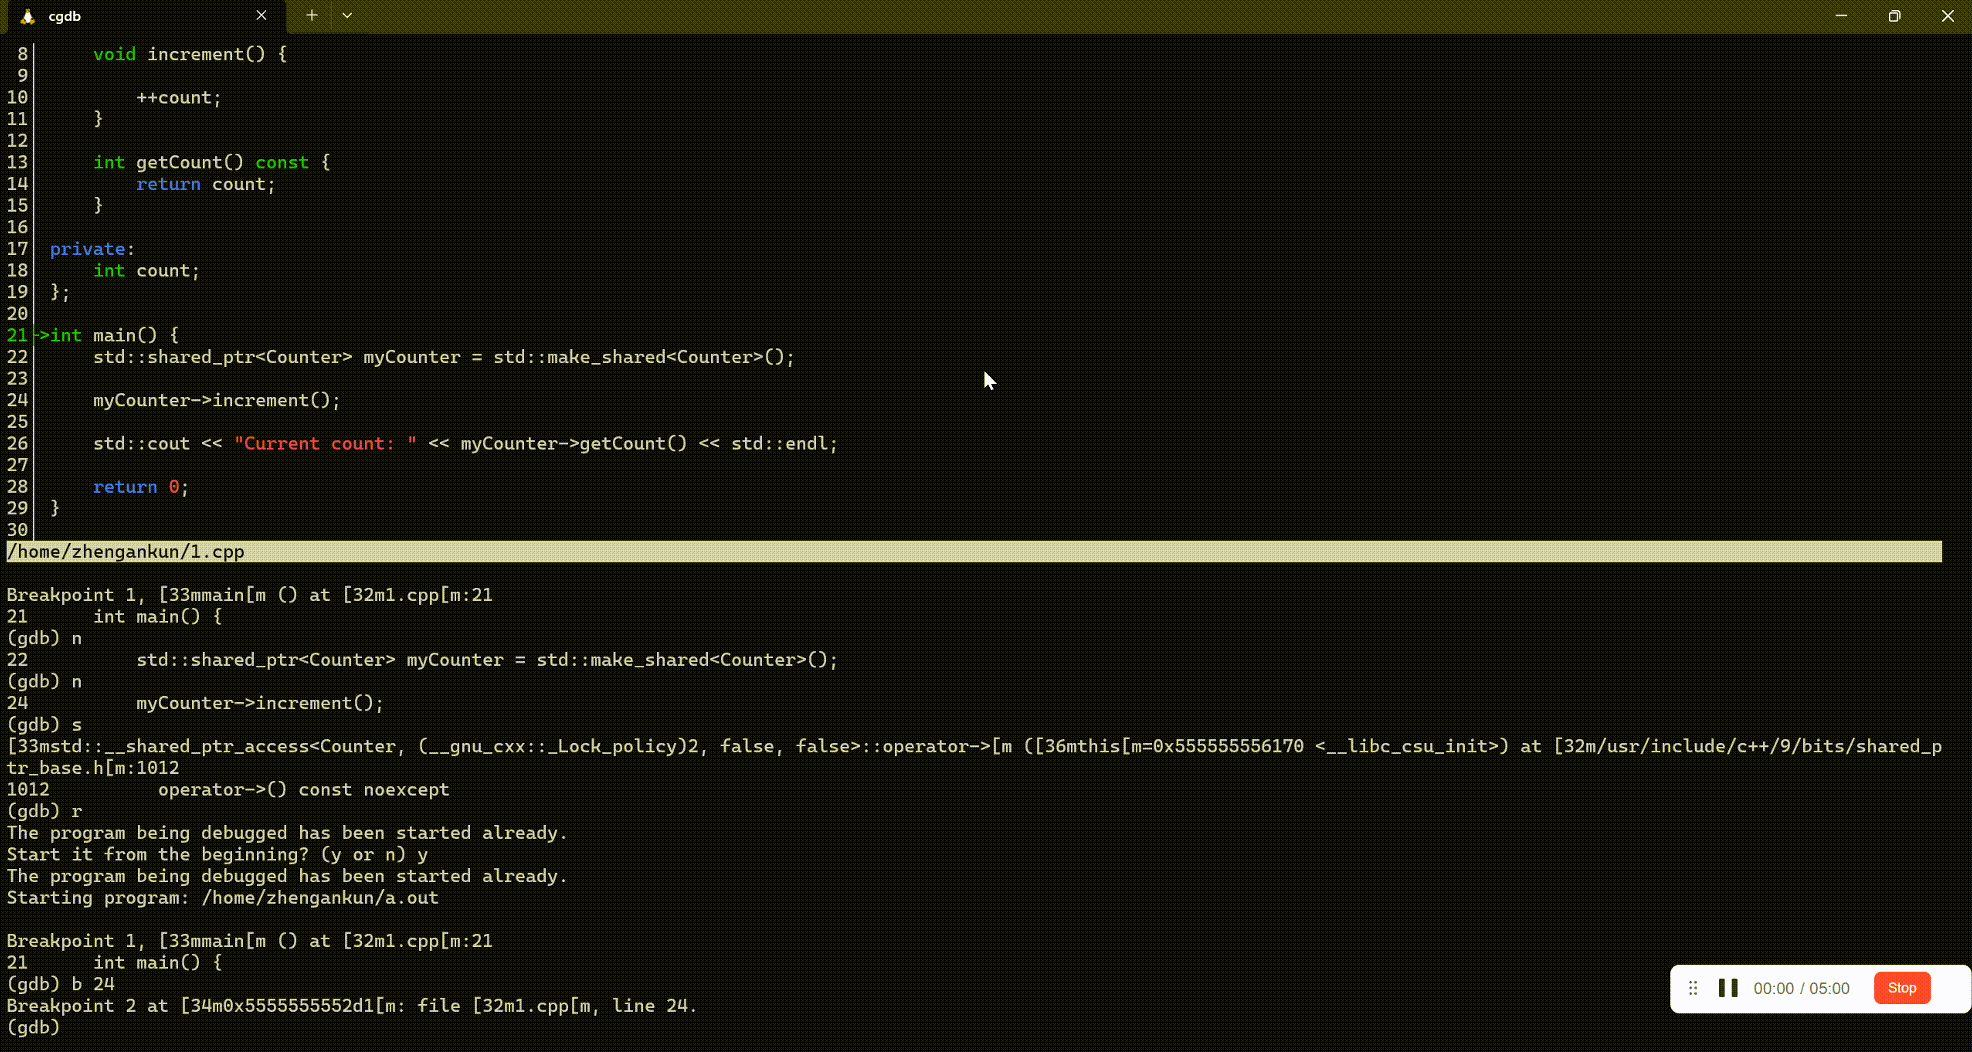 cgdb
8 void increment() {
9
10 ++count;
11 }
12
13 int getCount() const {
14 return count;
15 }
16
17 private:
18 int count;
19 };
20
21 ->int main() {
22 std::shared_ptr<Counter> myCounter = std::make_shared<Counter>();
23
24 myCounter->increment();
25
26 std::cout << "Current count: " << myCounter->getCount() << std::endl;
27
28 return 0;
29 }
30
/home/zhengankun/1.cpp
Breakpoint 1, [33mmain[m () at [32m1.cpp[m:21
21 int main() {
(gdb) n
22 std::shared_ptr<Counter> myCounter = std::make_shared<Counter>();
(gdb) n
24 myCounter->increment();
(gdb) s
[33mstd::__shared_ptr_access<Counter, (__gnu_cxx::_Lock_policy)2, false, false>::operator->[m ([36mthis[m=0x555555556170 <__libc_csu_init>) at [32m/usr/include/c++/9/bits/shared_p
tr_base.h[m:1012
1012 operator->() const noexcept
(gdb) r
The program being debugged has been started already.
Start it from the beginning? (y or n) y
The program being debugged has been started already.
Starting program: /home/zhengankun/a.out
Breakpoint 1, [33mmain[m () at [32m1.cpp[m:21
21 int main() {
(gdb) b 24
Breakpoint 2 at [34m0x5555555552d1[m: file [32m1.cpp[m, line 24.
(gdb)
00:00 / 05:00 Stop